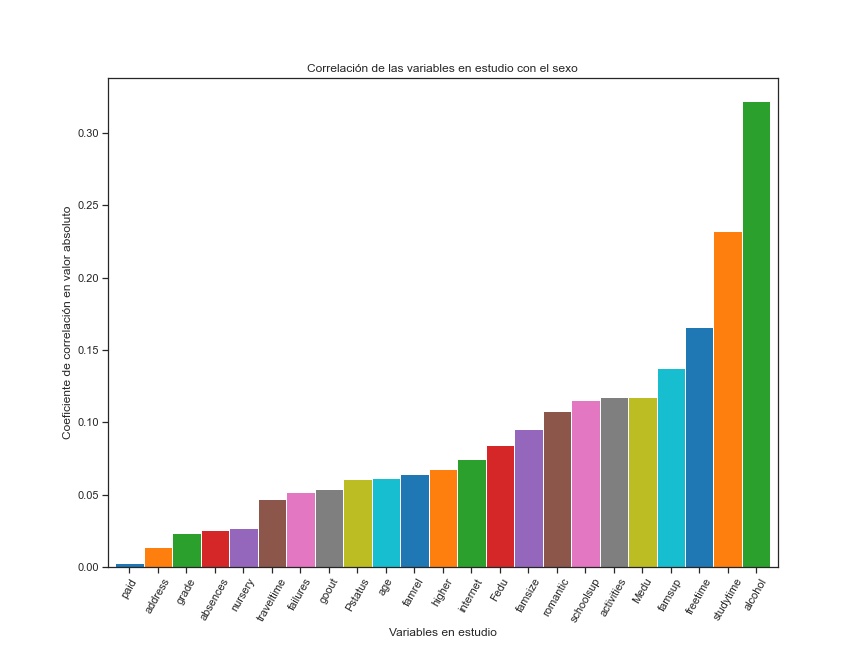 Correlación de las variables en estudio con el sexo
Coeficiente de correlación en valor absoluto
0.30
0.25
0.20
0.15
0.10
0.05
0.00
paid
address
grade
absences
nursery
traveltime
failures
goout
Pstatus
age
famrel
higher
internet
Fedu
famsize
romantic
schoolsup
activities
Medu
famsup
freetime
studytime
alcohol
Variables en estudio